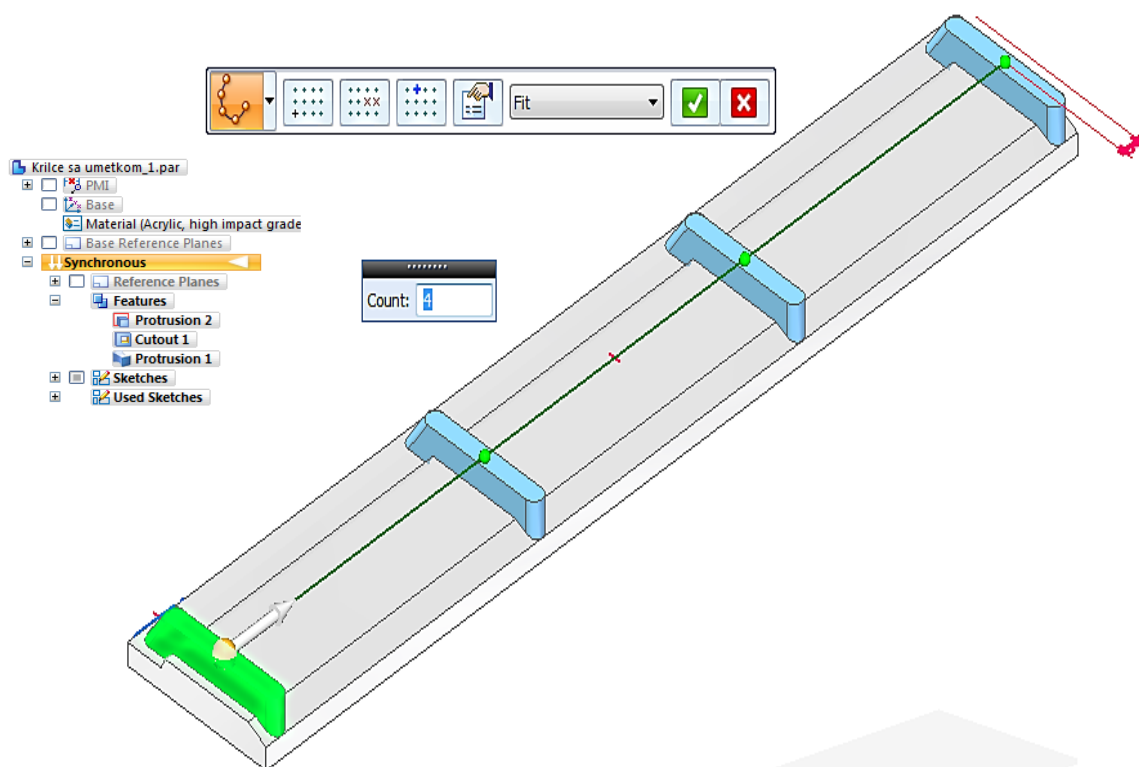 Fit
Krilce sa umetkom_1.par
PMI
Base
Material (Acrylic, high impact grade
Base Reference Planes
Synchronous
Reference Planes
Features
Protrusion 2
Cutout 1
Protrusion 1
Sketches
Used Sketches
Count: 4